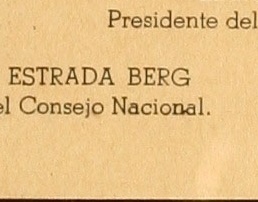 Presidente del
ESTRADA BERG
el Consejo Nacional.